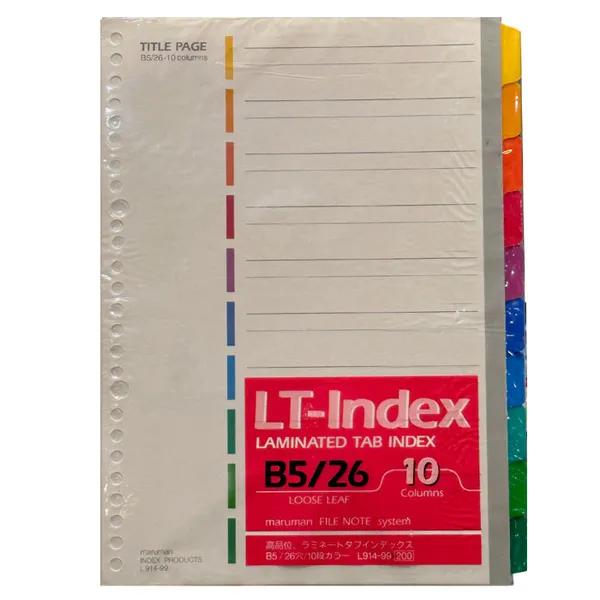 TITLE PAGE
B5/26-10 columns
LT-Index
LAMINATED TAB INDEX
B5/26
10
LOOSE LEAF
Columns
maruman FILE NOTE system
高品位、ラミネートタフインデックス
B5/26穴/10段カラー L914-99 200
maruman
INDEX PRODUCTS
L914-99